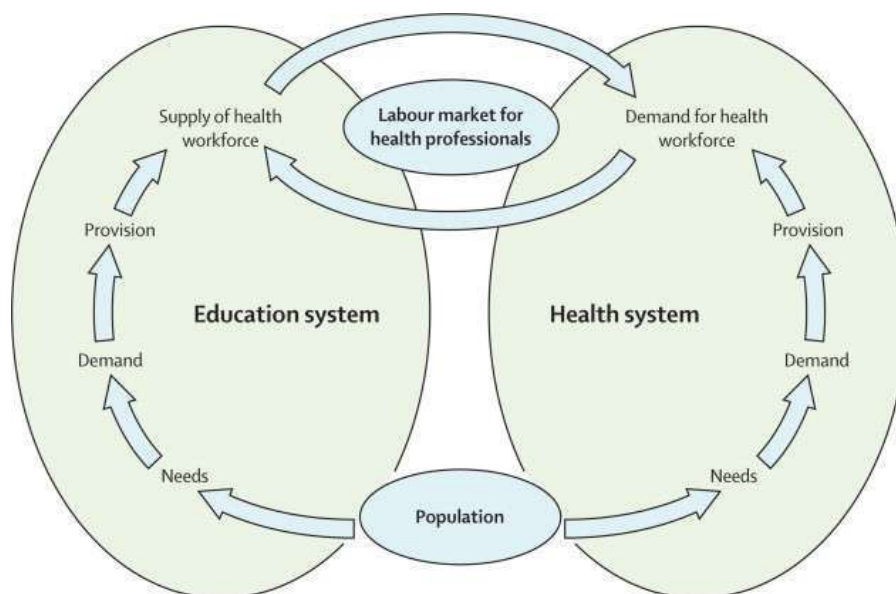 Supply of health
workforce
Labour market for
health professionals
Demand for health
workforce
Provision
Provision
Education system
Health system
Demand
Demand
Needs
Needs
Population